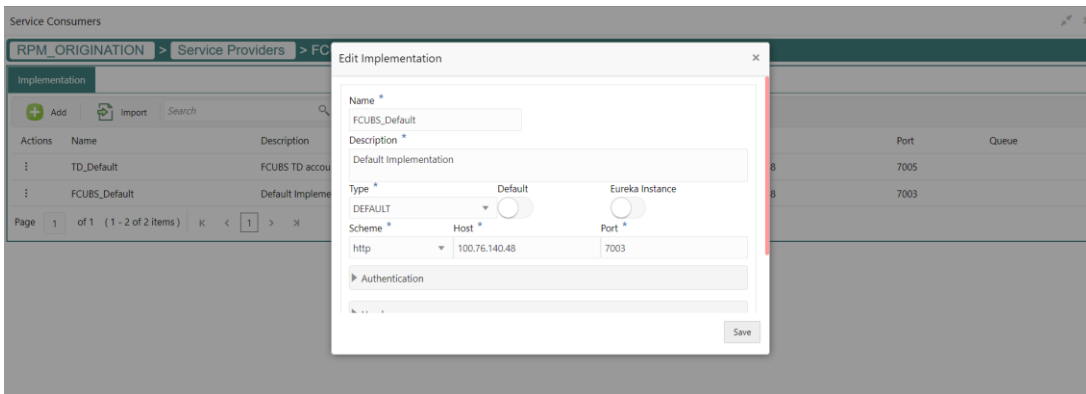 Service Consumers
RPM_ORIGINATION > Service Providers > FC
Implementation
Add Import Search
Actions Name Description Port Queue
TD_Default FCUBS TD accou 8 7005
FCUBS_Default Default Impleme 8 7003
Page 1 of 1 (1 - 2 of 2 items) K < 1 > >|
Edit Implementation ×
Name *
FCUBS_Default
Description *
Default Implementation
Type * Default Eureka Instance
DEFAULT
Scheme * Host * Port *
http 100.76.140.48 7003
Authentication
Save